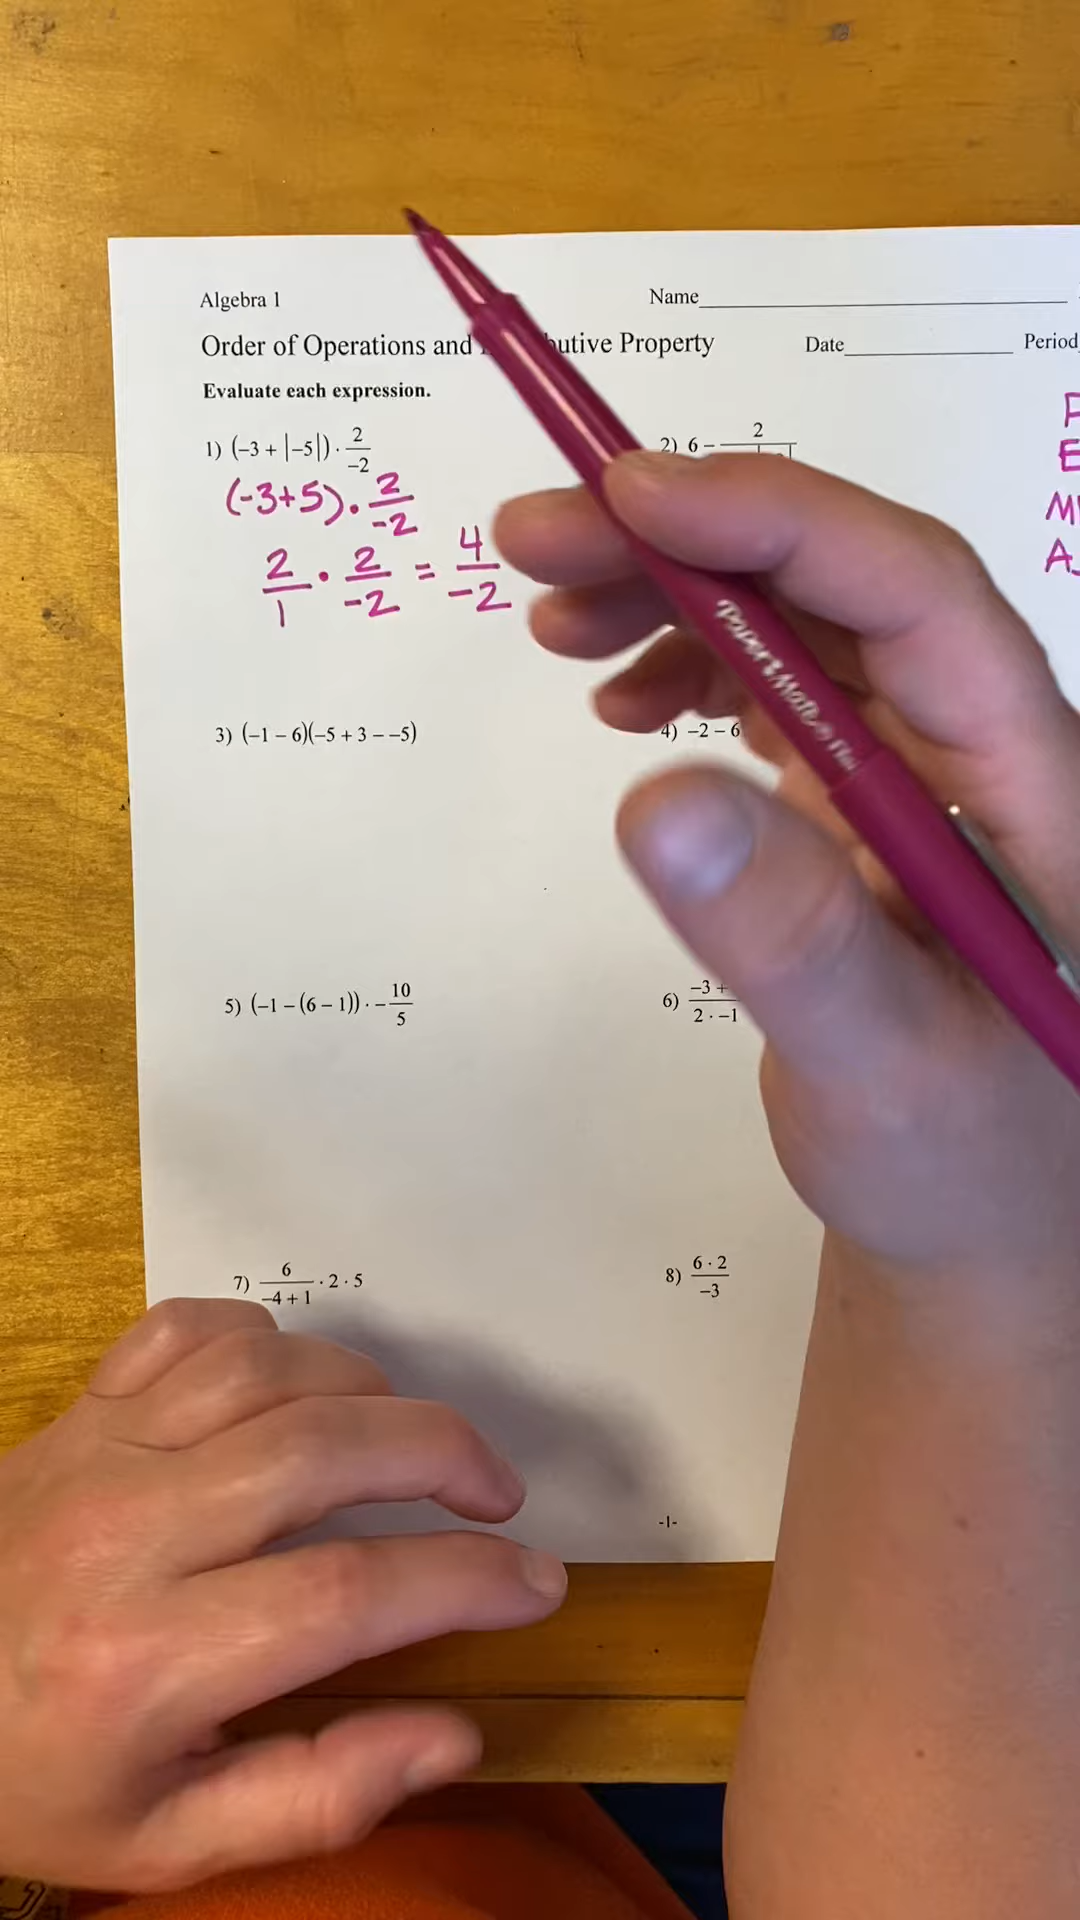 Algebra 1
Name
Order of Operations and butive Property
Date
Period
Evaluate each expression.
1) (−3 + |−5|) · 2/−2
2) 6 − 2
(-3+5) · 2/-2
2/1 · 2/-2 = 4/-2
E
M
A
3) (−1 − 6)(−5 + 3 − −5)
4) −2 − 6
5) (−1 − (6 − 1)) · − 10/5
6) −3 + / 2 · −1
7) 6/−4 + 1 · 2 · 5
8) 6 · 2/−3
-1-
PaperMate